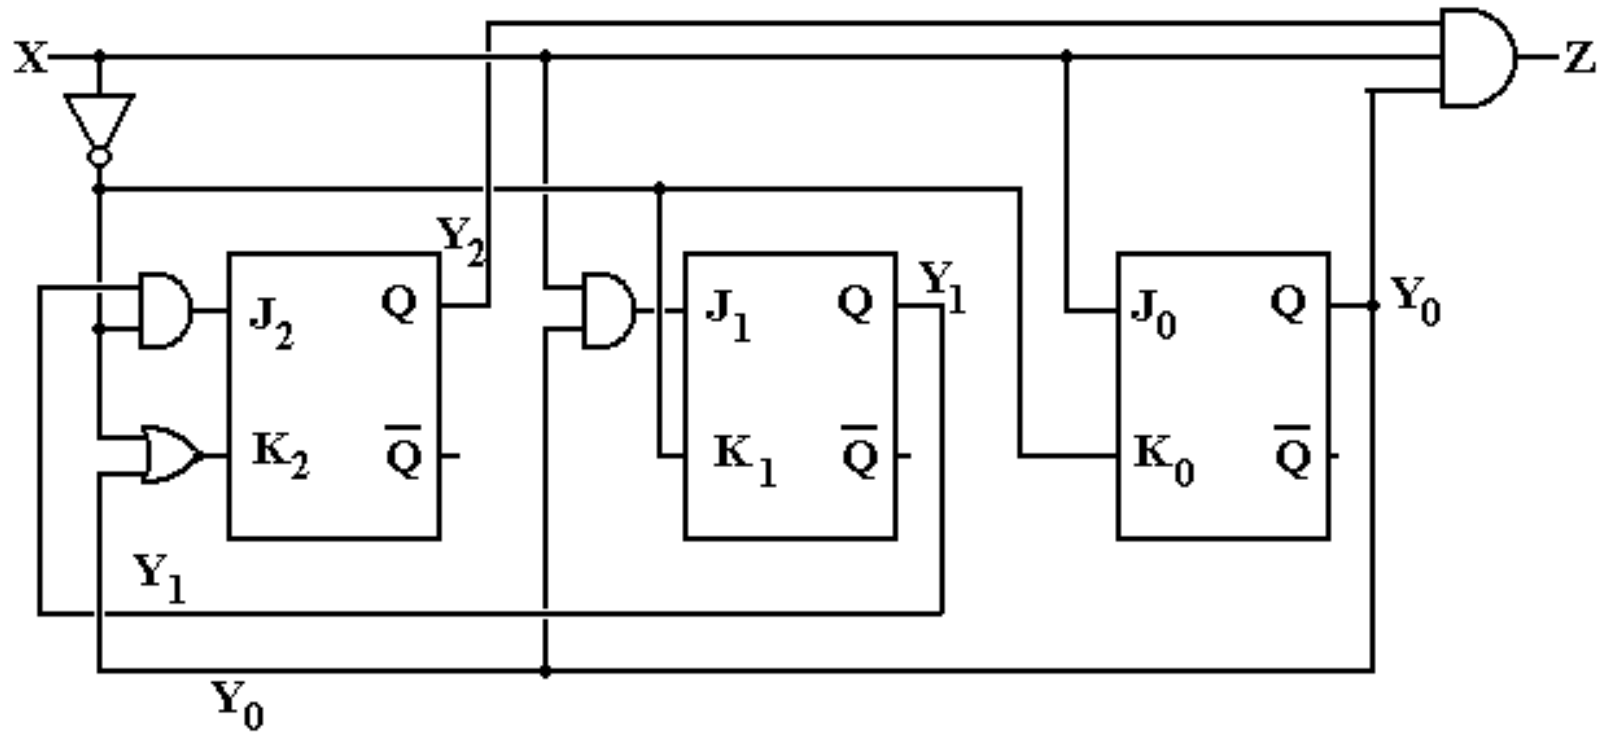 X Z
Y₂ Y₁ Y₀
J₂ Q J₁ Q J₀ Q
K₂ Q̅ K₁ Q̅ K₀ Q̅
Y₁
Y₀